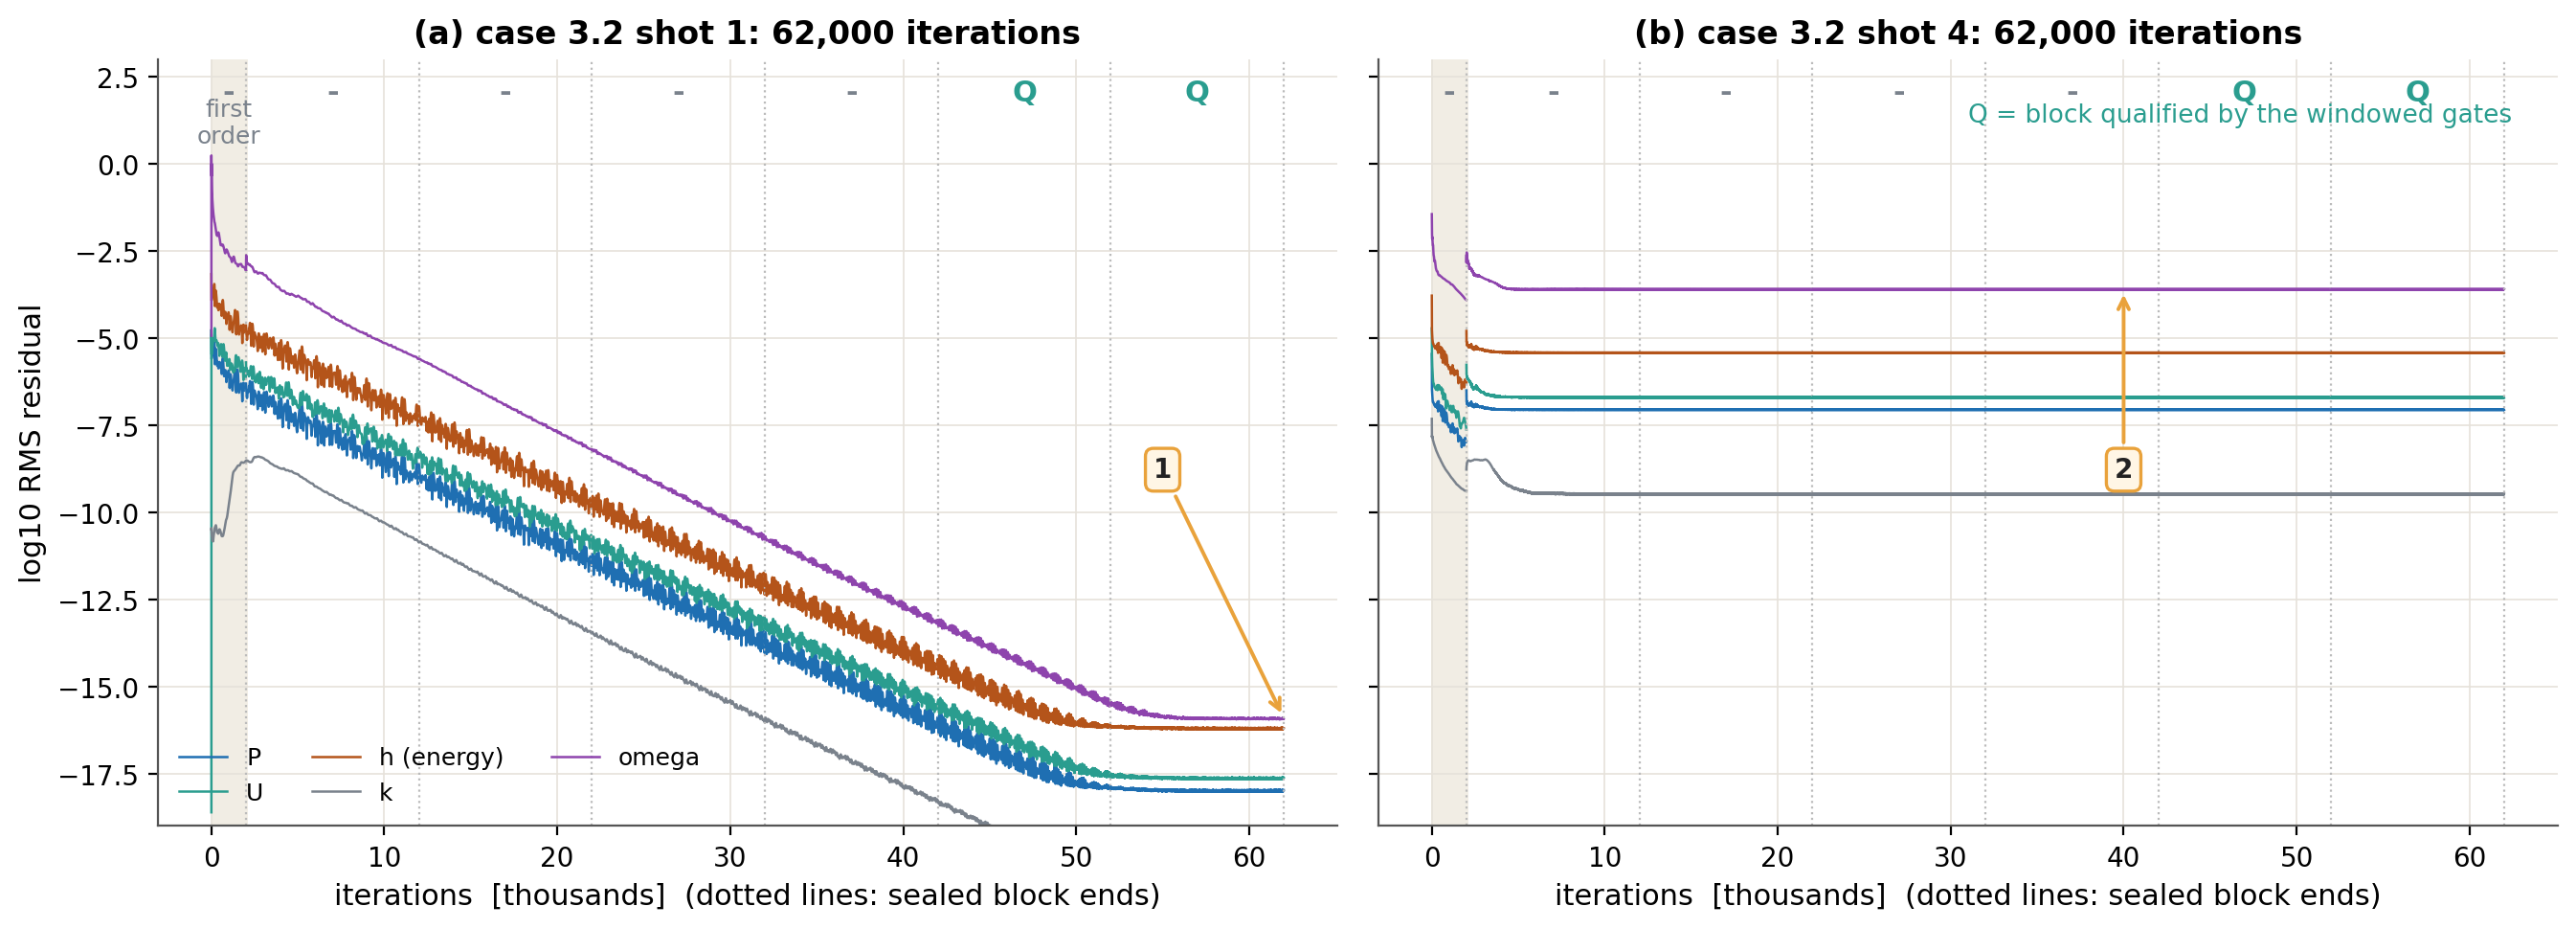 (a) case 3.2 shot 1: 62,000 iterations
2.5
0.0
−2.5
−5.0
−7.5
−10.0
−12.5
−15.0
−17.5
log10 RMS residual
- - - - - Q Q
first
order
1
P
U
h (energy)
k
omega
0 10 20 30 40 50 60
iterations [thousands] (dotted lines: sealed block ends)
(b) case 3.2 shot 4: 62,000 iterations
- - - - - Q Q
Q = block qualified by the windowed gates
2
0 10 20 30 40 50 60
iterations [thousands] (dotted lines: sealed block ends)